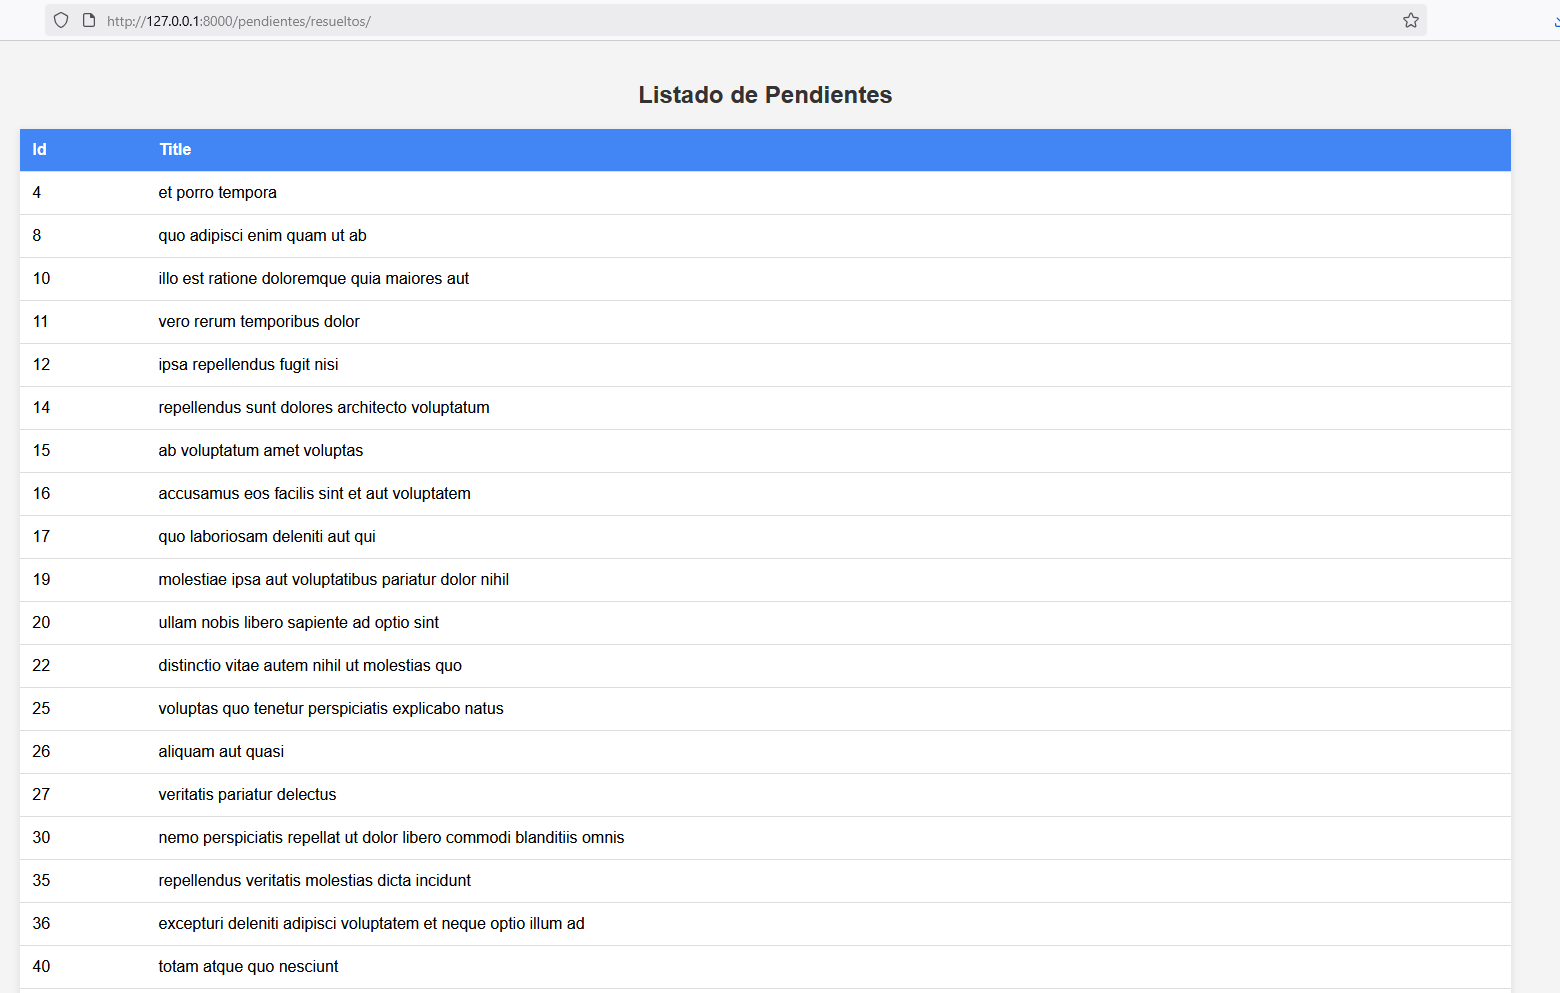 http://127.0.0.1:8000/pendientes/resueltos/
Listado de Pendientes
Id Title
4 et porro tempora
8 quo adipisci enim quam ut ab
10 illo est ratione doloremque quia maiores aut
11 vero rerum temporibus dolor
12 ipsa repellendus fugit nisi
14 repellendus sunt dolores architecto voluptatum
15 ab voluptatum amet voluptas
16 accusamus eos facilis sint et aut voluptatem
17 quo laboriosam deleniti aut qui
19 molestiae ipsa aut voluptatibus pariatur dolor nihil
20 ullam nobis libero sapiente ad optio sint
22 distinctio vitae autem nihil ut molestias quo
25 voluptas quo tenetur perspiciatis explicabo natus
26 aliquam aut quasi
27 veritatis pariatur delectus
30 nemo perspiciatis repellat ut dolor libero commodi blanditiis omnis
35 repellendus veritatis molestias dicta incidunt
36 excepturi deleniti adipisci voluptatem et neque optio illum ad
40 totam atque quo nesciunt